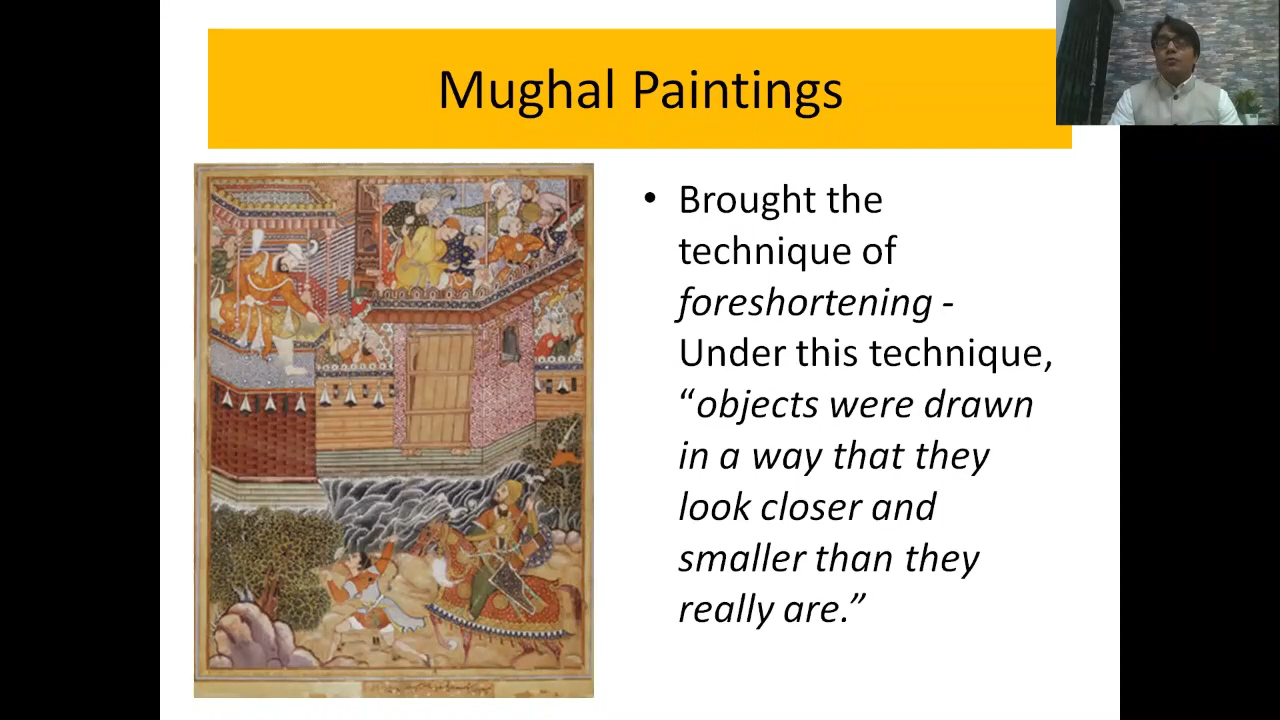 Mughal Paintings
• Brought the
technique of
foreshortening -
Under this technique,
“objects were drawn
in a way that they
look closer and
smaller than they
really are.”